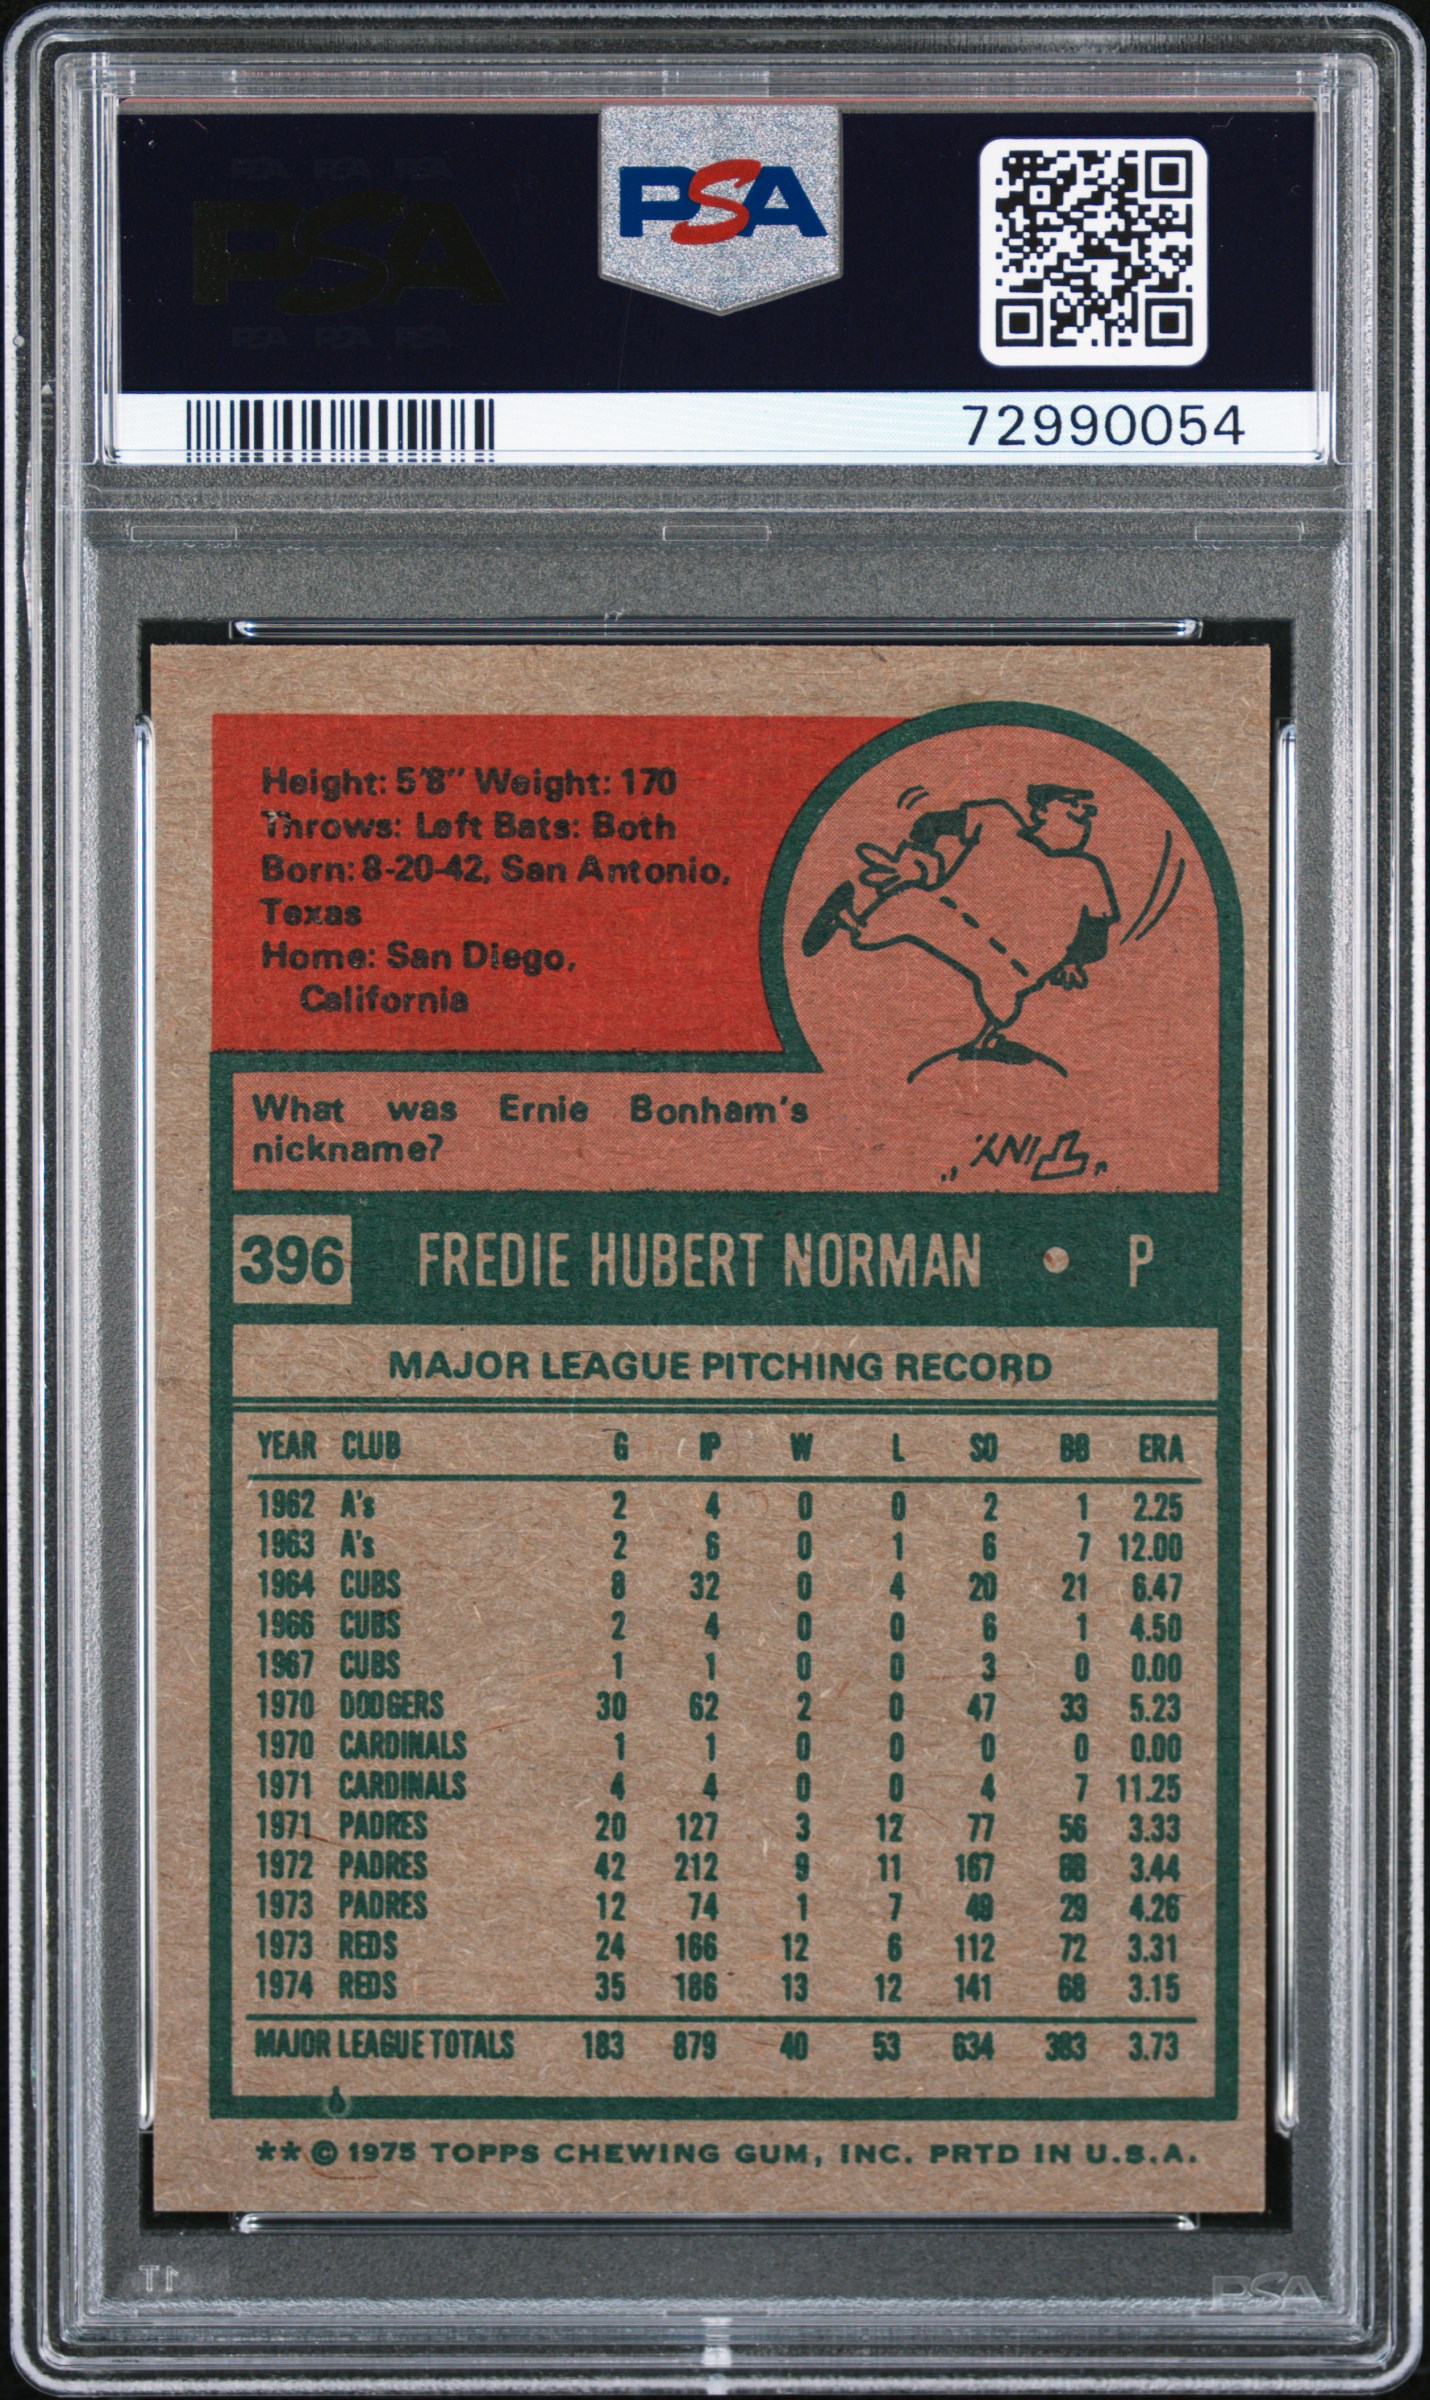 PSA
PSA PSA PSA
PSA
PSA PSA PSA
72990054
Height: 5'8" Weight: 170
Throws: Left Bats: Both
Born: 8-20-42, San Antonio,
Texas
Home: San Diego,
California
What was Ernie Bonham's
nickname?
"TINY."
396 FREDIE HUBERT NORMAN • P
MAJOR LEAGUE PITCHING RECORD
YEAR CLUB G IP W L SO BB ERA
1962 A's 2 4 0 0 2 1 2.25
1963 A's 2 6 0 1 6 7 12.00
1964 CUBS 8 32 0 4 20 21 6.47
1966 CUBS 2 4 0 0 6 1 4.50
1967 CUBS 1 1 0 0 3 0 0.00
1970 DODGERS 30 62 2 0 47 33 5.23
1970 CARDINALS 1 1 0 0 0 0 0.00
1971 CARDINALS 4 4 0 0 4 7 11.25
1971 PADRES 20 127 3 12 77 56 3.33
1972 PADRES 42 212 9 11 167 88 3.44
1973 PADRES 12 74 1 7 49 29 4.26
1973 REDS 24 166 12 6 112 72 3.31
1974 REDS 35 186 13 12 141 68 3.15
MAJOR LEAGUE TOTALS 183 879 40 53 634 383 3.73
**© 1975 TOPPS CHEWING GUM, INC. PRTD IN U.S.A.
PSA